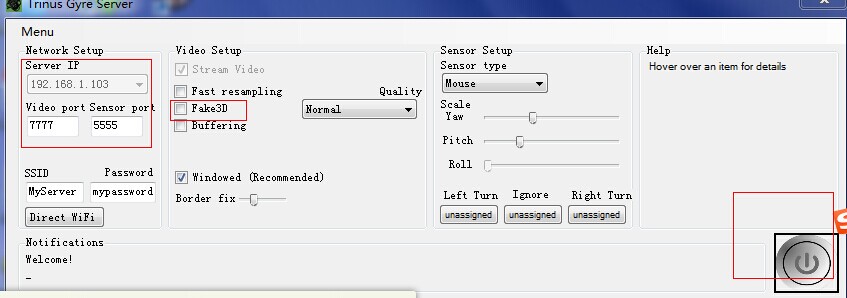 Trinus Gyre Server
Menu
Network Setup
Server IP
192.168.1.103
Video port Sensor port
7777 5555
SSID Password
MyServer mypassword
Direct WiFi
Video Setup
Stream Video
Fast resampling
Fake3D
Buffering
Quality
Normal
Windowed (Recommended)
Border fix
Sensor Setup
Sensor type
Mouse
Scale
Yaw
Pitch
Roll
Left Turn Ignore Right Turn
unassigned unassigned unassigned
Help
Hover over an item for details
Notifications
Welcome!
_